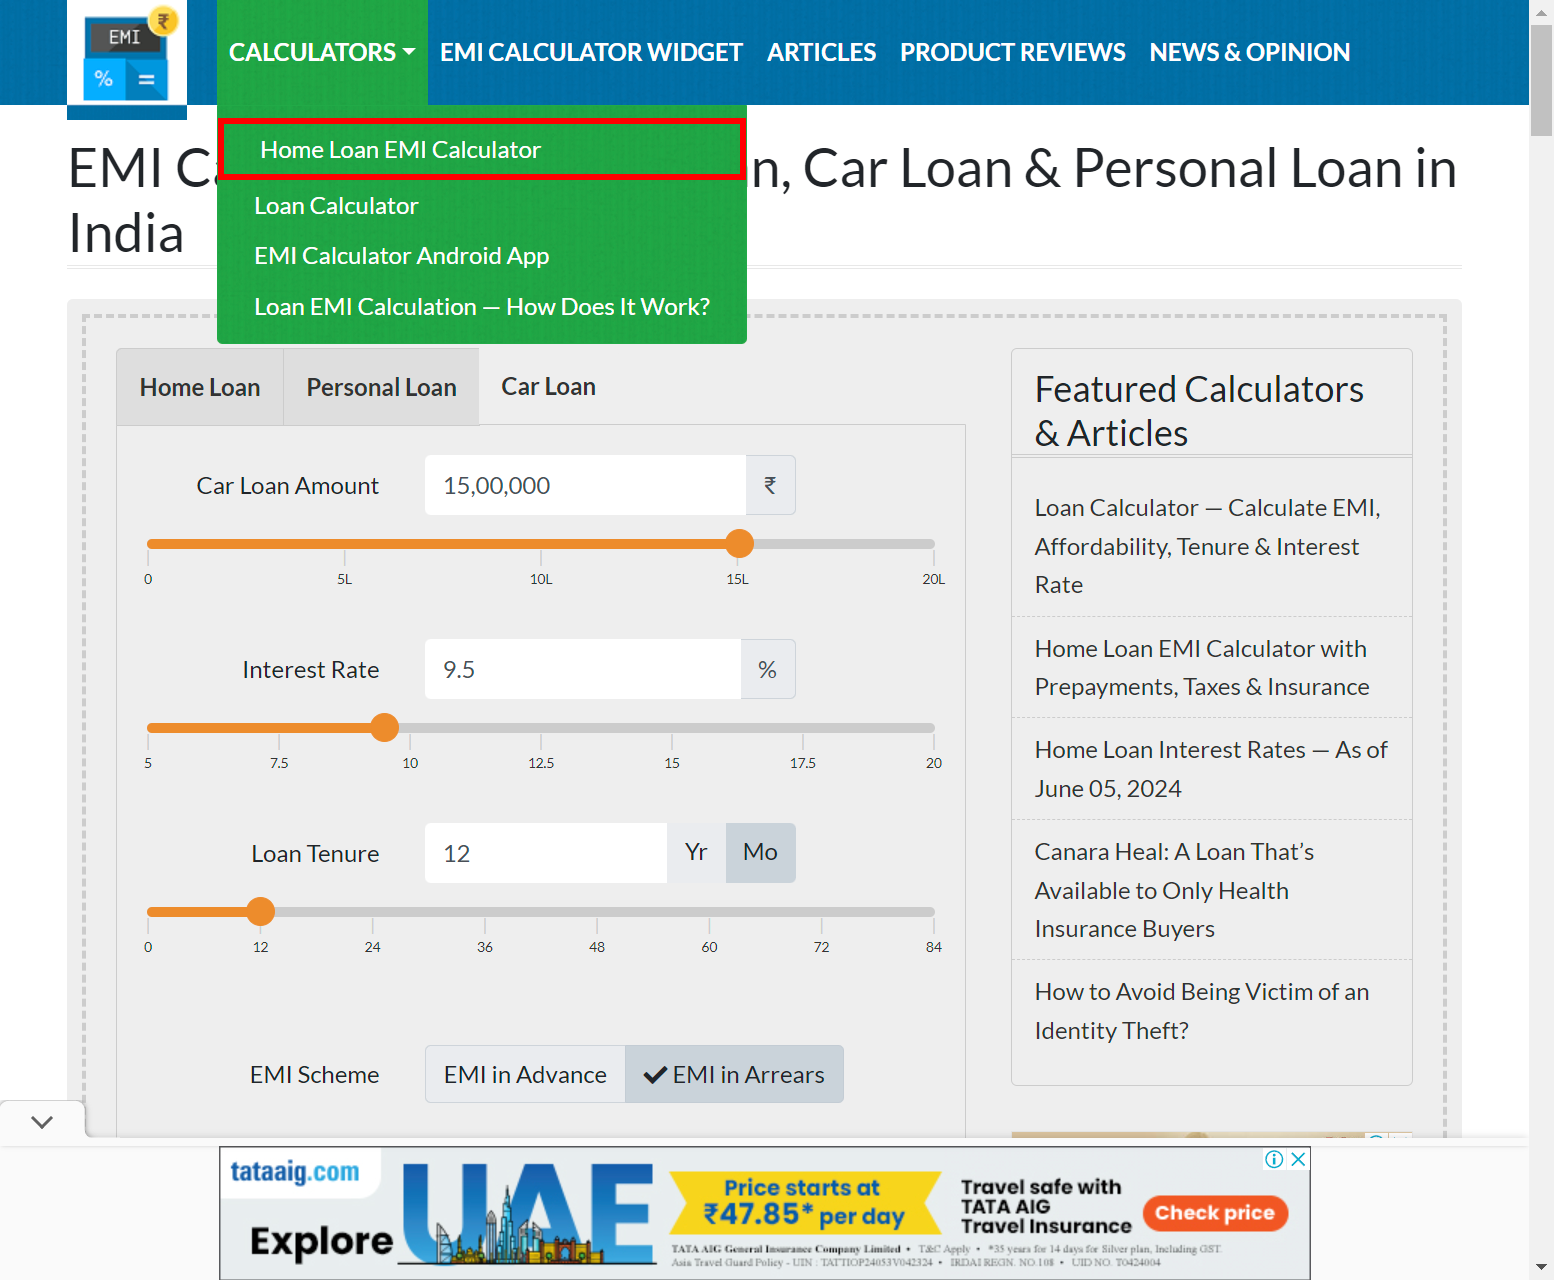 EMI
%
=
₹
CALCULATORS
EMI CALCULATOR WIDGET
ARTICLES
PRODUCT REVIEWS
NEWS & OPINION
Home Loan EMI Calculator
Loan Calculator
EMI Calculator Android App
Loan EMI Calculation — How Does It Work?
EMI C
n, Car Loan & Personal Loan in
India
Home Loan
Personal Loan
Car Loan
Car Loan Amount
15,00,000
₹
0
5L
10L
15L
20L
Interest Rate
9.5
%
5
7.5
10
12.5
15
17.5
20
Loan Tenure
12
Yr
Mo
0
12
24
36
48
60
72
84
EMI Scheme
EMI in Advance
EMI in Arrears
Featured Calculators
& Articles
Loan Calculator — Calculate EMI,
Affordability, Tenure & Interest
Rate
Home Loan EMI Calculator with
Prepayments, Taxes & Insurance
Home Loan Interest Rates — As of
June 05, 2024
Canara Heal: A Loan That’s
Available to Only Health
Insurance Buyers
How to Avoid Being Victim of an
Identity Theft?
tataaig.com
Explore
UAE
Price starts at
₹47.85* per day
Travel safe with
TATA AIG
Travel Insurance
Check price
TATA AIG General Insurance Company Limited • T&C Apply • *35 years for 14 days for Silver plan, Including GST.
Asia Travel Guard Policy - UIN : TATTIOP24053V042324 • IRDAI REGN. NO.108 • UID NO. T0424004